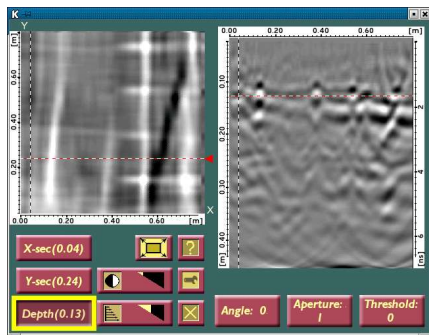 K
Y
[m]
0.60
0.40
0.20
0.00 0.20 0.40 0.60 [m]
X
0.00 0.20 0.40 0.60 [m]
0.10
0.20
0.30
0.40
[m]
2
4
6
[ns]
X-sec(0.04)
?
Y-sec(0.24)
Depth(0.13)
Angle: 0
Aperture:
1
Threshold:
0